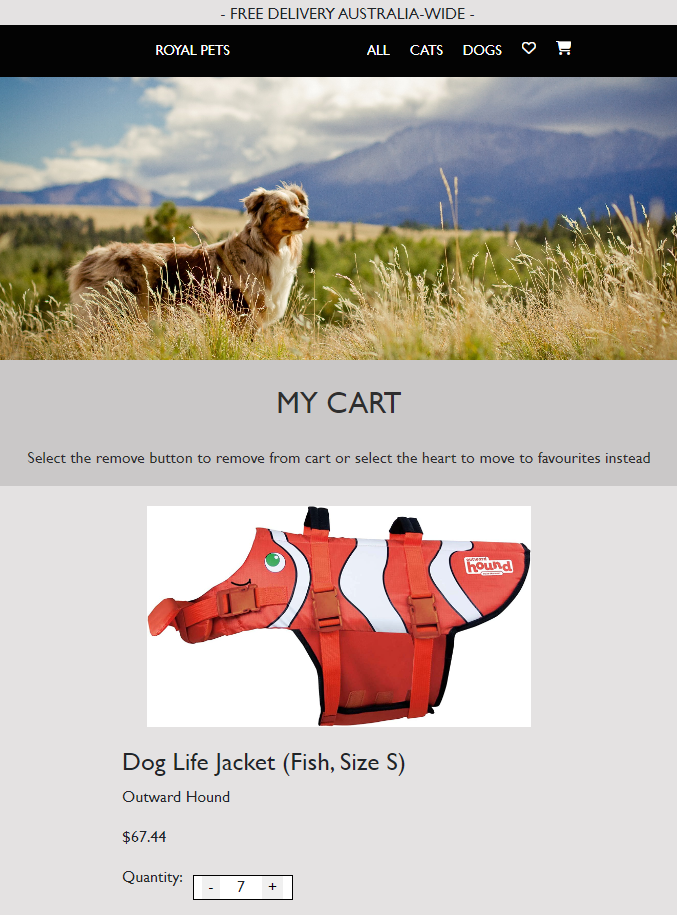 - FREE DELIVERY AUSTRALIA-WIDE -
ROYAL PETS ALL CATS DOGS
MY CART
Select the remove button to remove from cart or select the heart to move to favourites instead
outward
hound
Dog Life Jacket (Fish, Size S)
Outward Hound
$67.44
Quantity: - 7 +